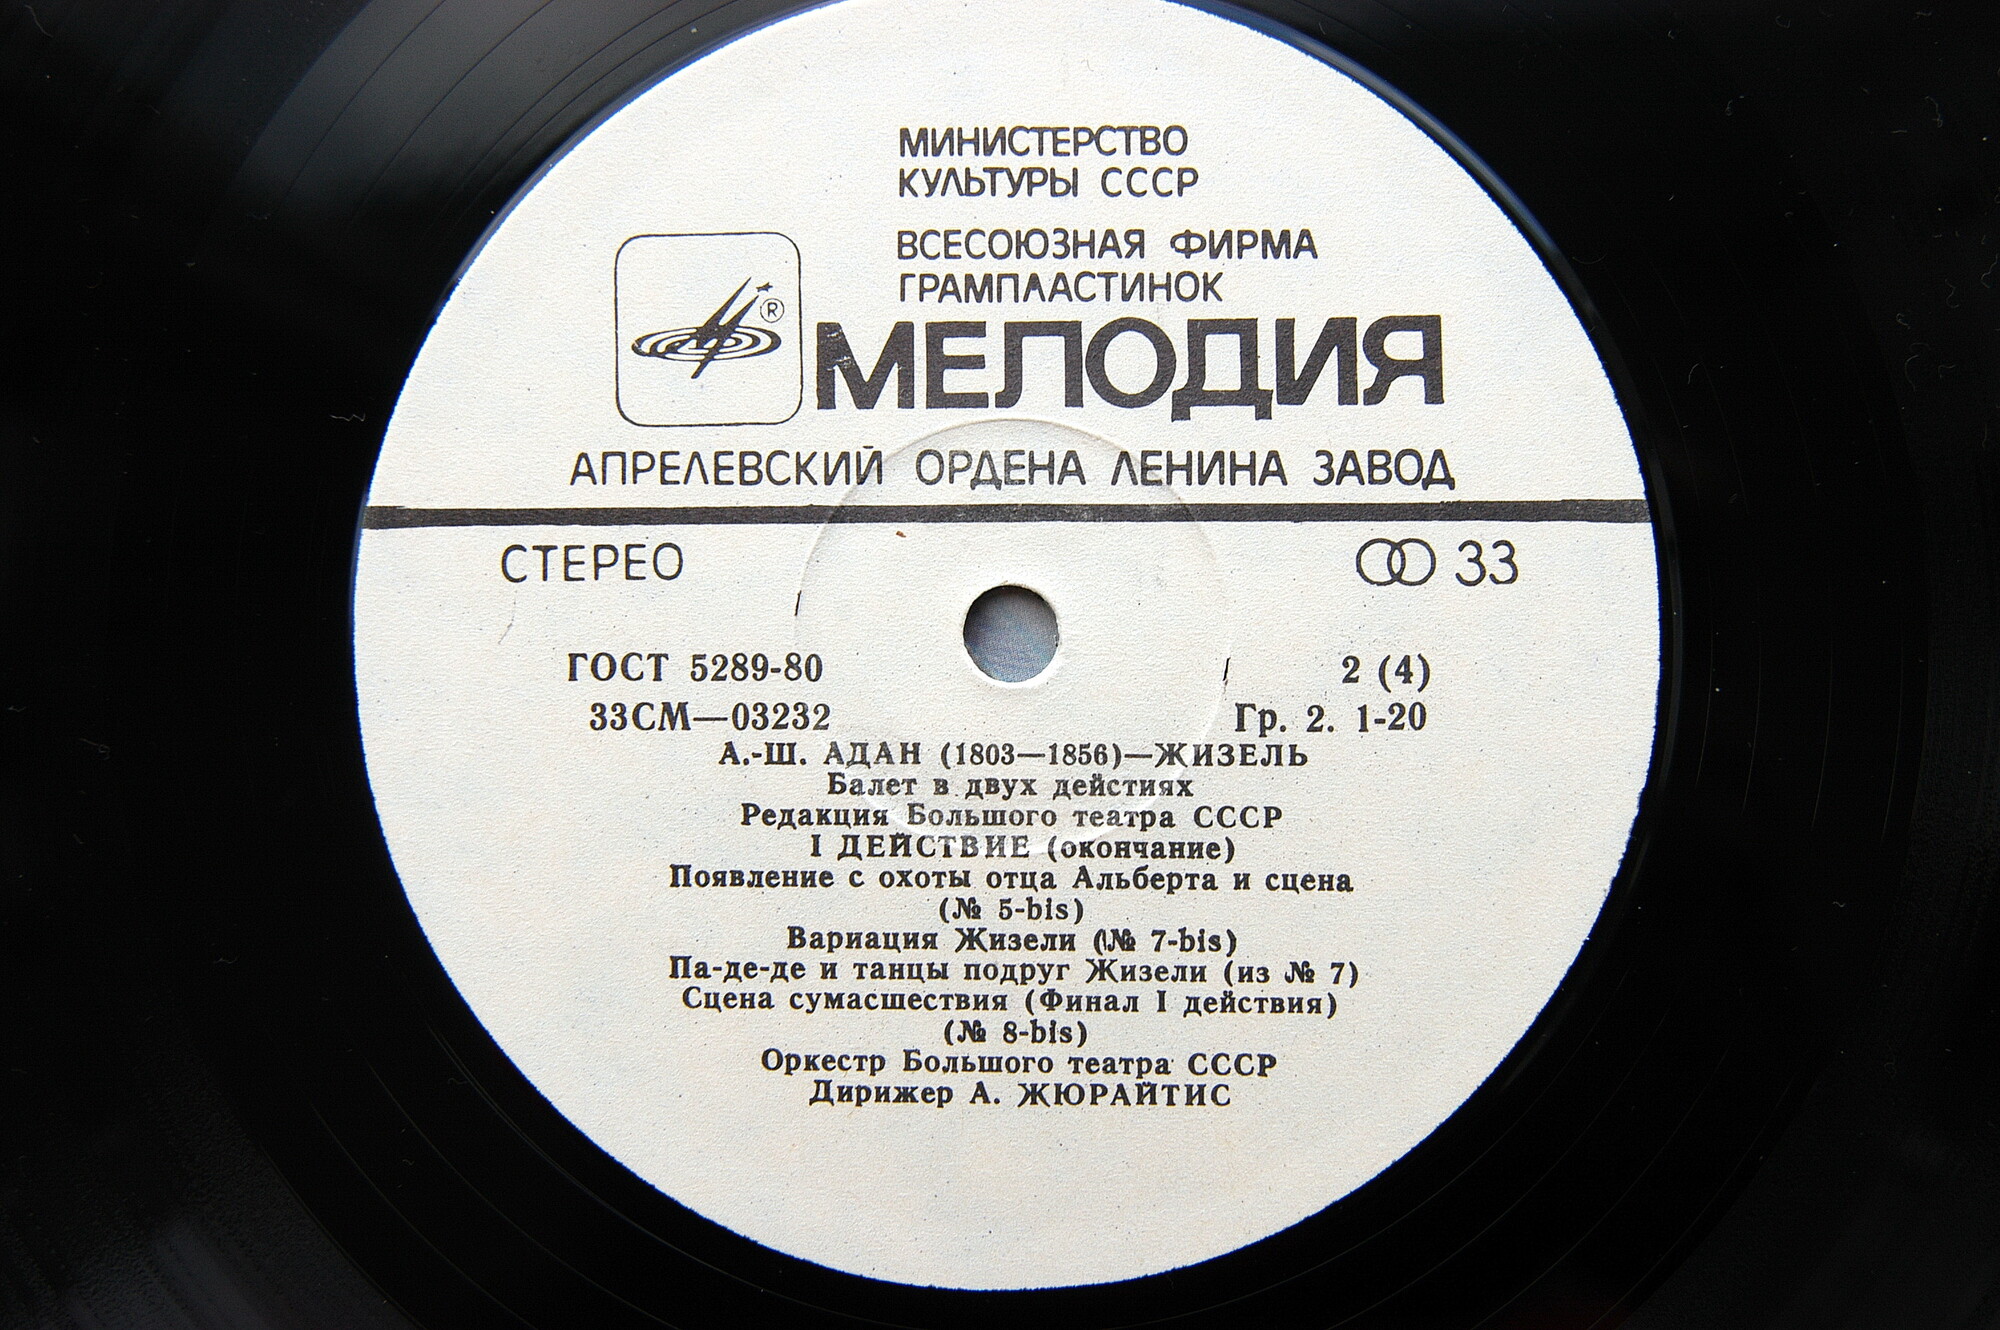 МИНИСТЕРСТВО
КУЛЬТУРЫ СССР
ВСЕСОЮЗНАЯ ФИРМА
ГРАМПЛАСТИНОК
®
МЕЛОДИЯ
АПРЕЛЕВСКИЙ ОРДЕНА ЛЕНИНА ЗАВОД
СТЕРЕО 33
ГОСТ 5289-80 2 (4)
33СМ—03232 Гр. 2. 1-20
А.-Ш. АДАН (1803—1856)—ЖИЗЕЛЬ
Балет в двух действиях
Редакция Большого театра СССР
I ДЕЙСТВИЕ (окончание)
Появление с охоты отца Альберта и сцена
(№ 5-bis)
Вариация Жизели (№ 7-bis)
Па-де-де и танцы подруг Жизели (из № 7)
Сцена сумасшествия (Финал I действия)
(№ 8-bis)
Оркестр Большого театра СССР
Дирижер А. ЖЮРАЙТИС